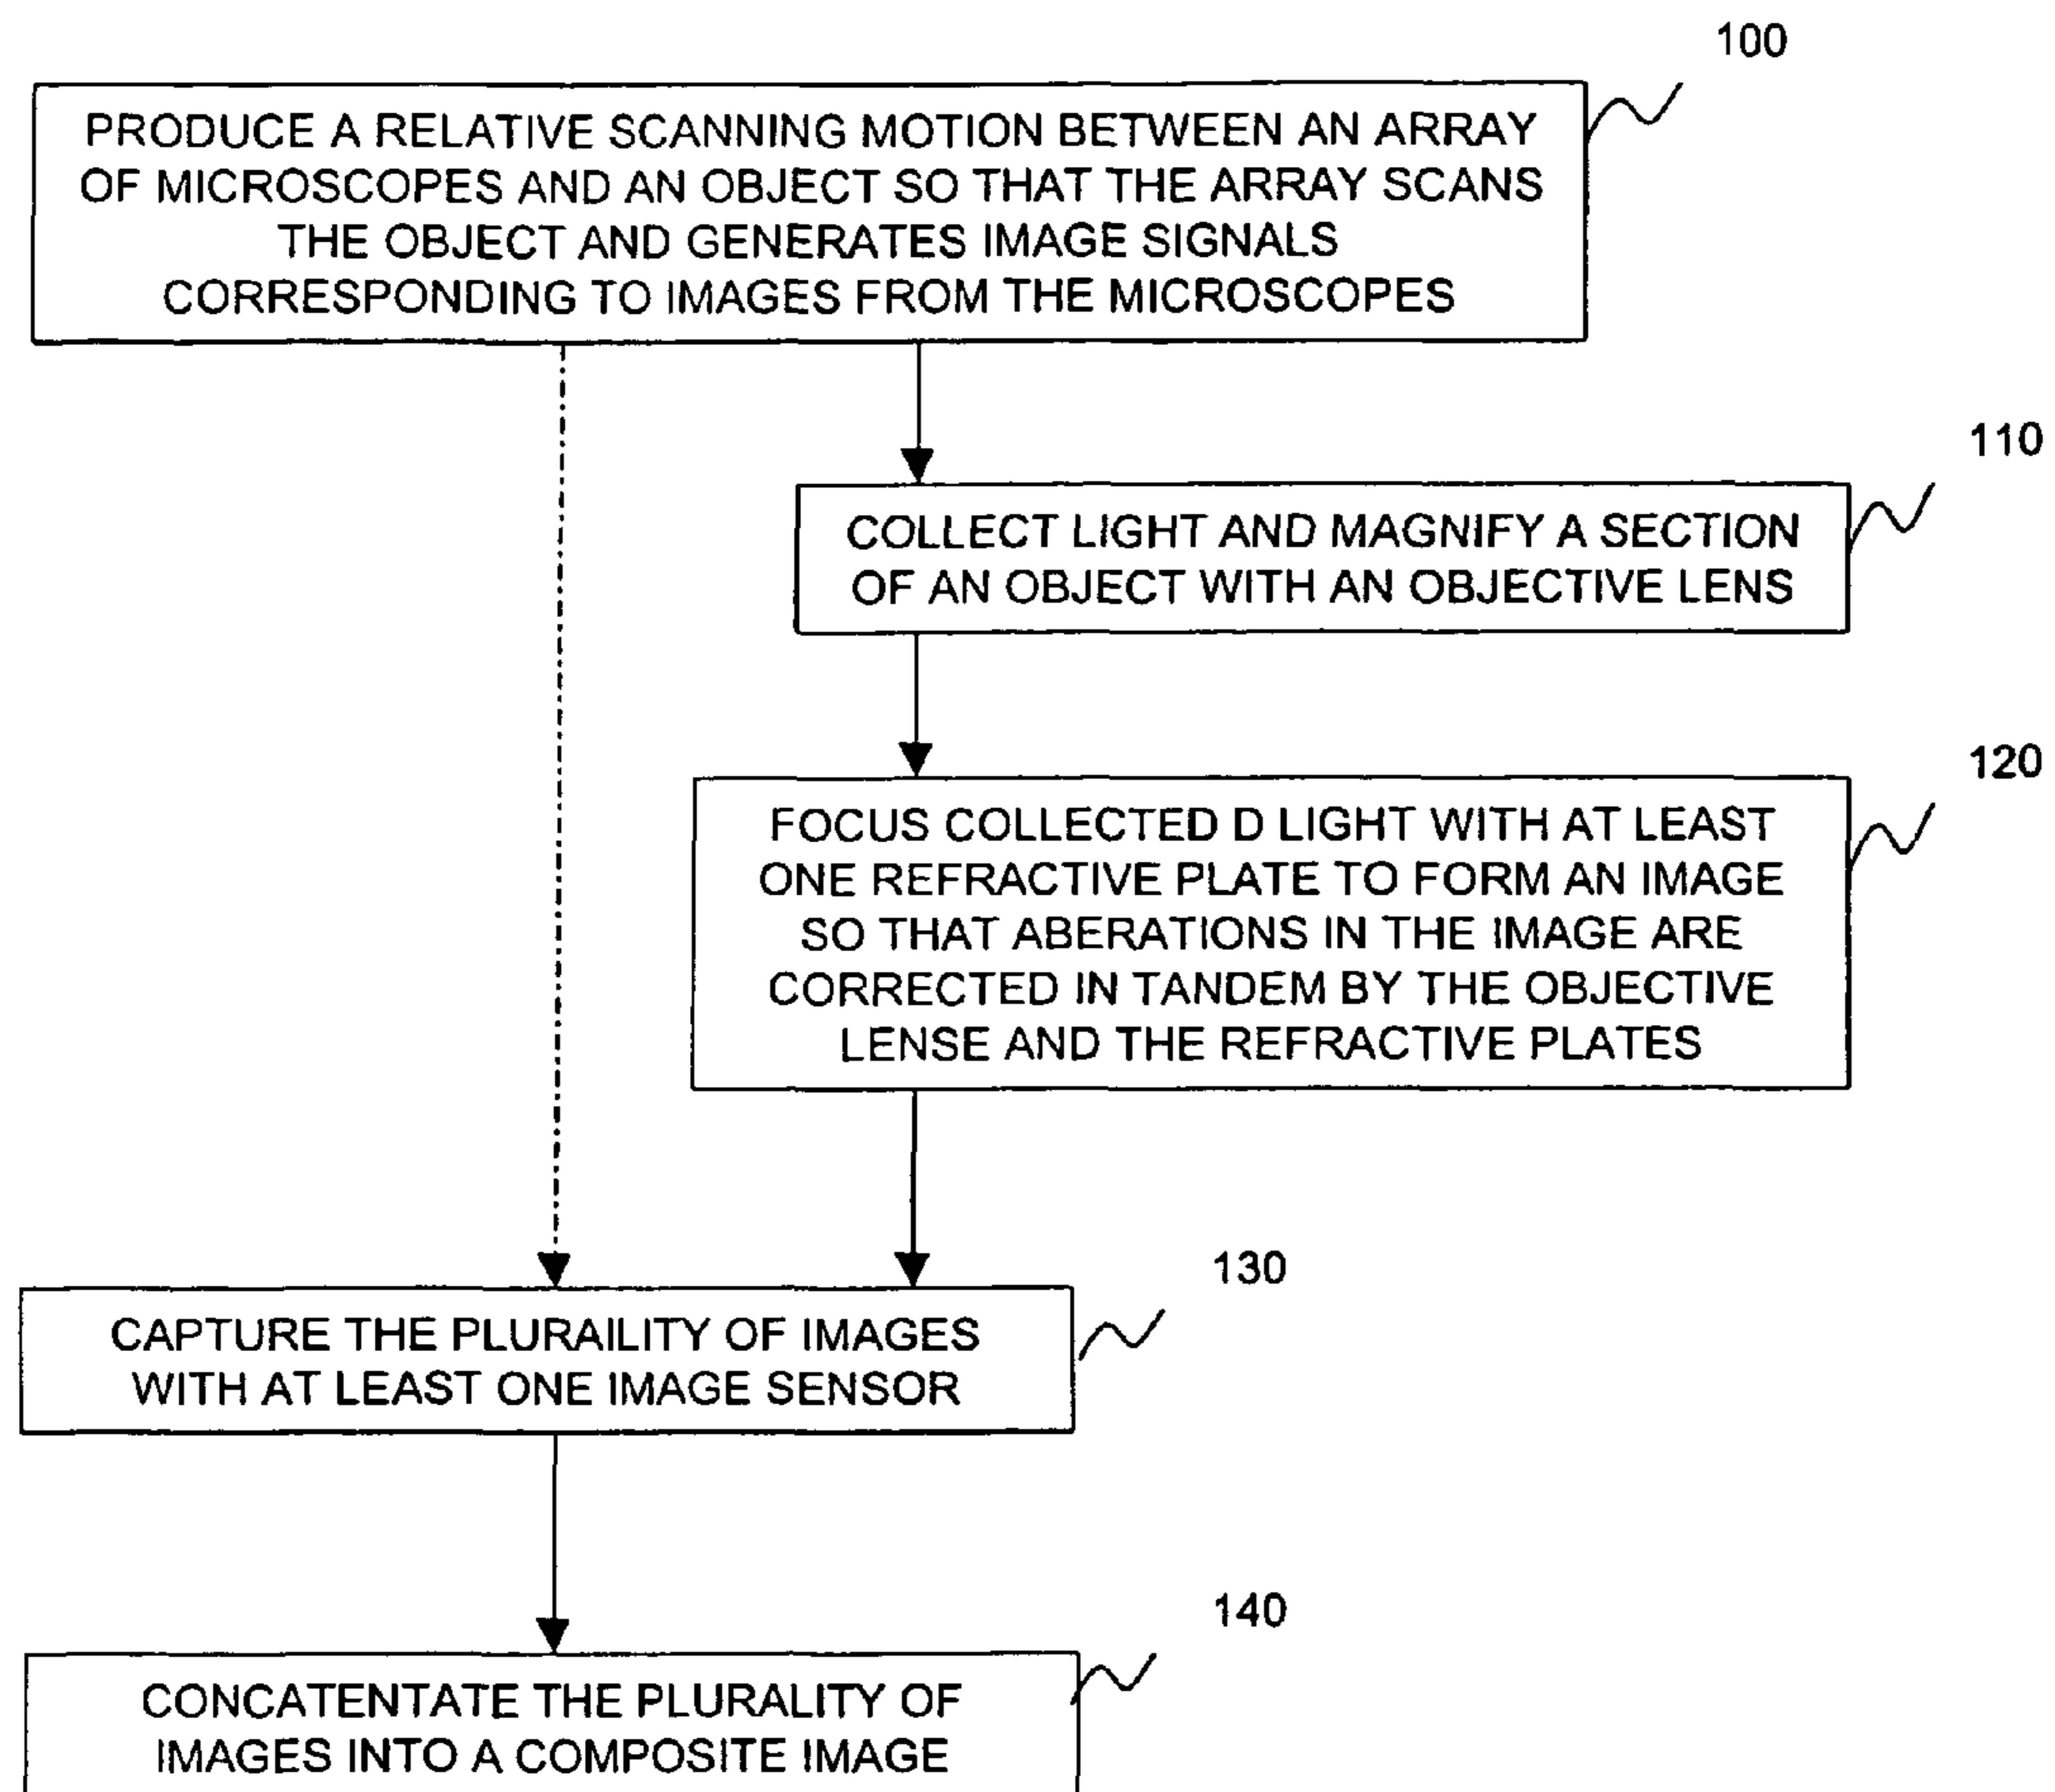 100
PRODUCE A RELATIVE SCANNING MOTION BETWEEN AN ARRAY
OF MICROSCOPES AND AN OBJECT SO THAT THE ARRAY SCANS
THE OBJECT AND GENERATES IMAGE SIGNALS
CORRESPONDING TO IMAGES FROM THE MICROSCOPES
110
COLLECT LIGHT AND MAGNIFY A SECTION
OF AN OBJECT WITH AN OBJECTIVE LENS
120
FOCUS COLLECTED D LIGHT WITH AT LEAST
ONE REFRACTIVE PLATE TO FORM AN IMAGE
SO THAT ABERATIONS IN THE IMAGE ARE
CORRECTED IN TANDEM BY THE OBJECTIVE
LENSE AND THE REFRACTIVE PLATES
130
CAPTURE THE PLURAILITY OF IMAGES
WITH AT LEAST ONE IMAGE SENSOR
140
CONCATENTATE THE PLURALITY OF
IMAGES INTO A COMPOSITE IMAGE